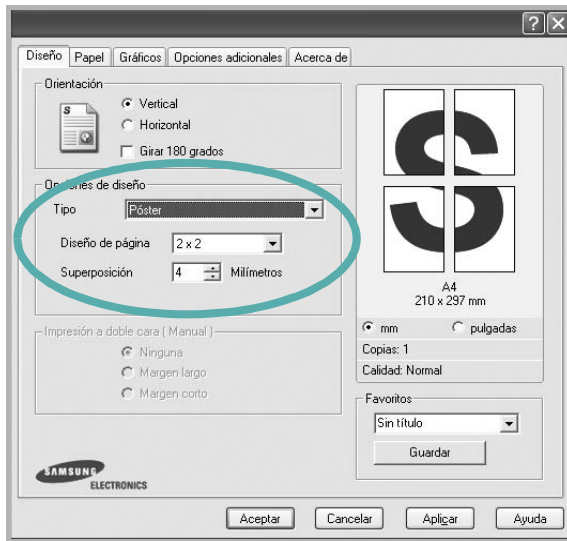 Diseño Papel Gráficos Opciones adicionales Acerca de
Orientación
S
Vertical
Horizontal
Girar 180 grados
Opciones de diseño
Tipo Póster
Diseño de página 2 x 2
Superposición 4 Milímetros
Impresión a doble cara ( Manual )
Ninguna
Margen largo
Margen corto
SAMSUNG
ELECTRONICS
S
A4
210 x 297 mm
mm pulgadas
Copias: 1
Calidad: Normal
Favoritos
Sin título
Guardar
Aceptar Cancelar Aplicar Ayuda